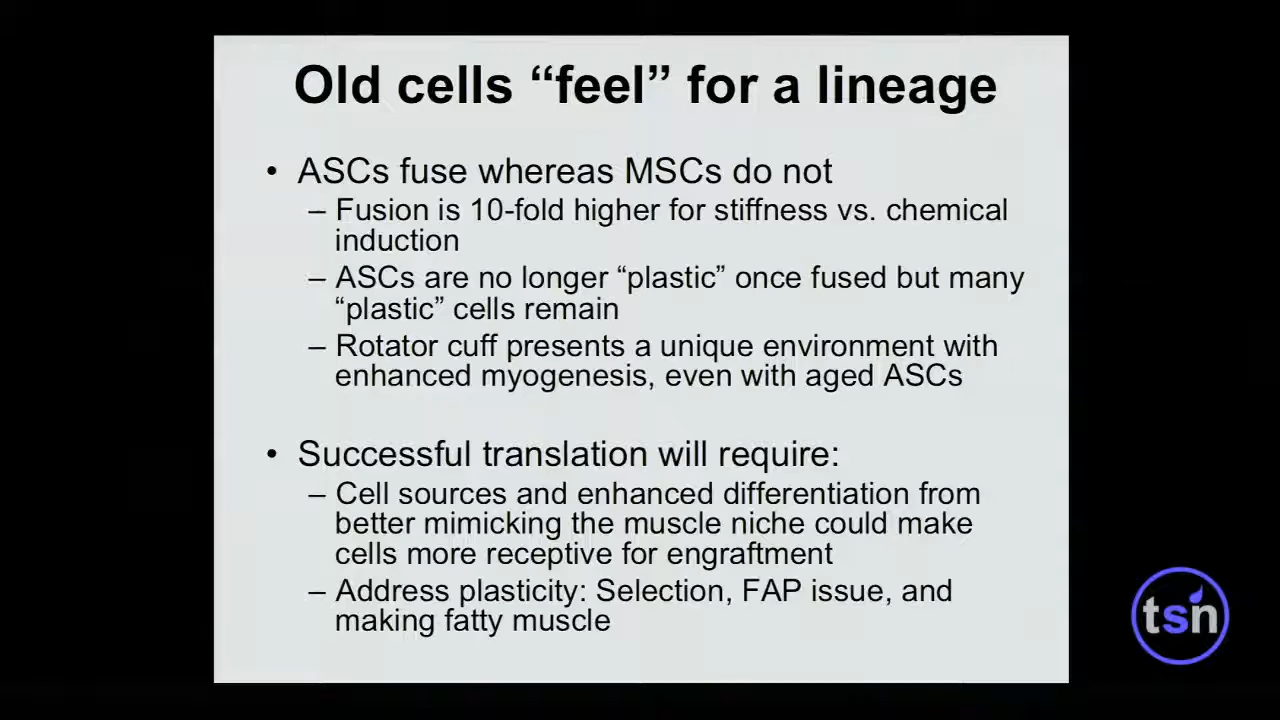 Old cells “feel” for a lineage
• ASCs fuse whereas MSCs do not
– Fusion is 10-fold higher for stiffness vs. chemical
induction
– ASCs are no longer “plastic” once fused but many
“plastic” cells remain
– Rotator cuff presents a unique environment with
enhanced myogenesis, even with aged ASCs
• Successful translation will require:
– Cell sources and enhanced differentiation from
better mimicking the muscle niche could make
cells more receptive for engraftment
– Address plasticity: Selection, FAP issue, and
making fatty muscle
tsn